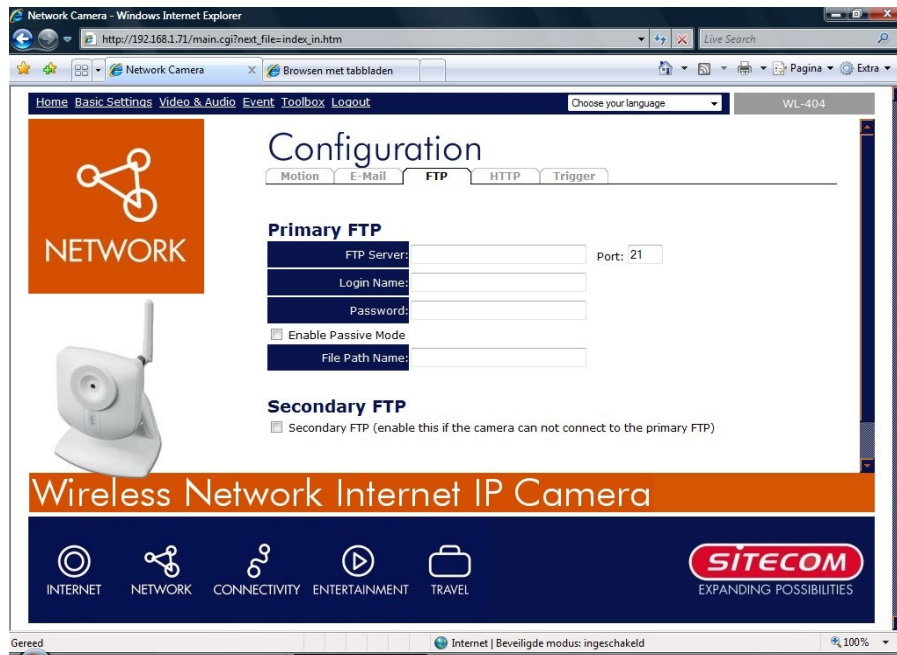 Network Camera - Windows Internet Explorer
http://192.168.1.71/main.cgi?next_file=index_in.htm
Live Search
Network Camera
Browsen met tabbladen
Pagina
Extra
Home Basic Settings Video & Audio Event Toolbox Logout
Choose your language
WL-404
NETWORK
Configuration
Motion E-Mail FTP HTTP Trigger
Primary FTP
FTP Server:
Port: 21
Login Name:
Password:
Enable Passive Mode
File Path Name:
Secondary FTP
Secondary FTP (enable this if the camera can not connect to the primary FTP)
Wireless Network Internet IP Camera
INTERNET NETWORK CONNECTIVITY ENTERTAINMENT TRAVEL
SITECOM
EXPANDING POSSIBILITIES
Gereed
Internet | Beveiligde modus: ingeschakeld
100%